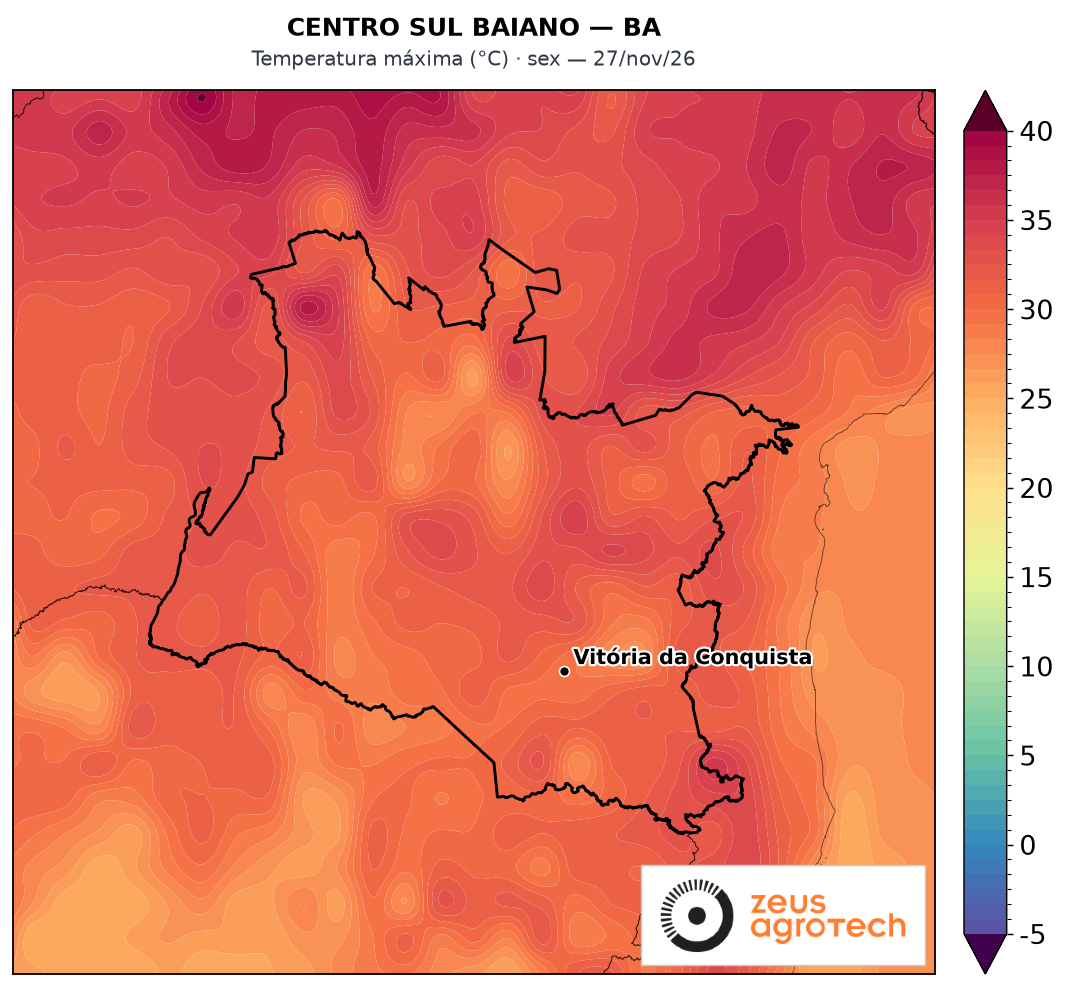 CENTRO SUL BAIANO — BA
Temperatura máxima (°C) · sex — 27/nov/26
40
35
30
25
20
15
10
5
0
-5
Vitória da Conquista
zeus
agrotech